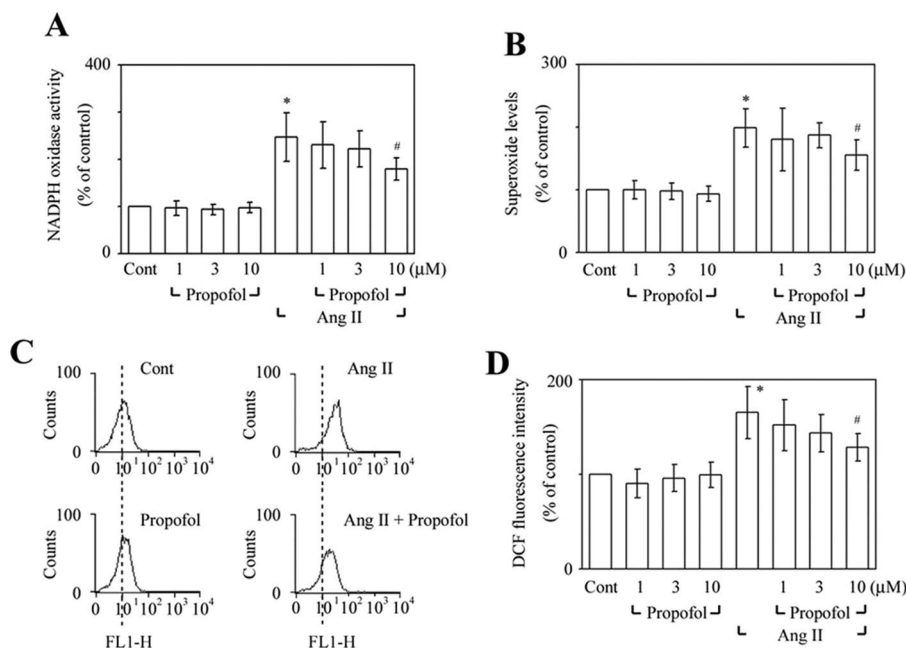 A
NADPH oxidase activity
(% of contrtol)
400
0
*
#
Cont 1 3 10 1 3 10 (μM)
Propofol Propofol
Ang II
B
Superoxide levels
(% of control)
300
0
*
#
Cont 1 3 10 1 3 10 (μM)
Propofol Propofol
Ang II
C
Cont
Counts
100
0
0 10¹ 10² 10³ 10⁴
Ang II
Counts
100
0
0 10¹ 10² 10³ 10⁴
Propofol
Counts
100
0
0 10¹ 10² 10³ 10⁴
FL1-H
Ang II + Propofol
Counts
100
0
0 10¹ 10² 10³ 10⁴
FL1-H
D
DCF fluorescence intensity
(% of control)
200
100
0
*
#
Cont 1 3 10 1 3 10 (μM)
Propofol Propofol
Ang II